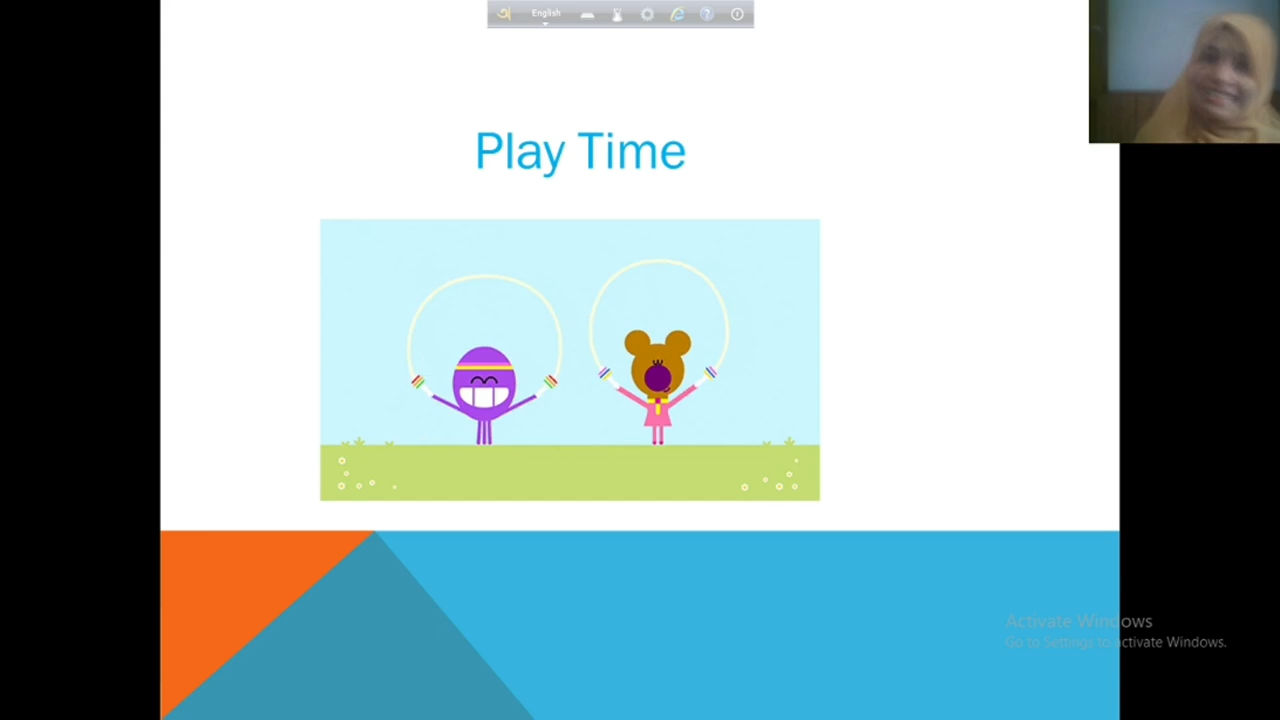 অ English
Play Time
Activate Windows
Go to Settings to activate Windows.